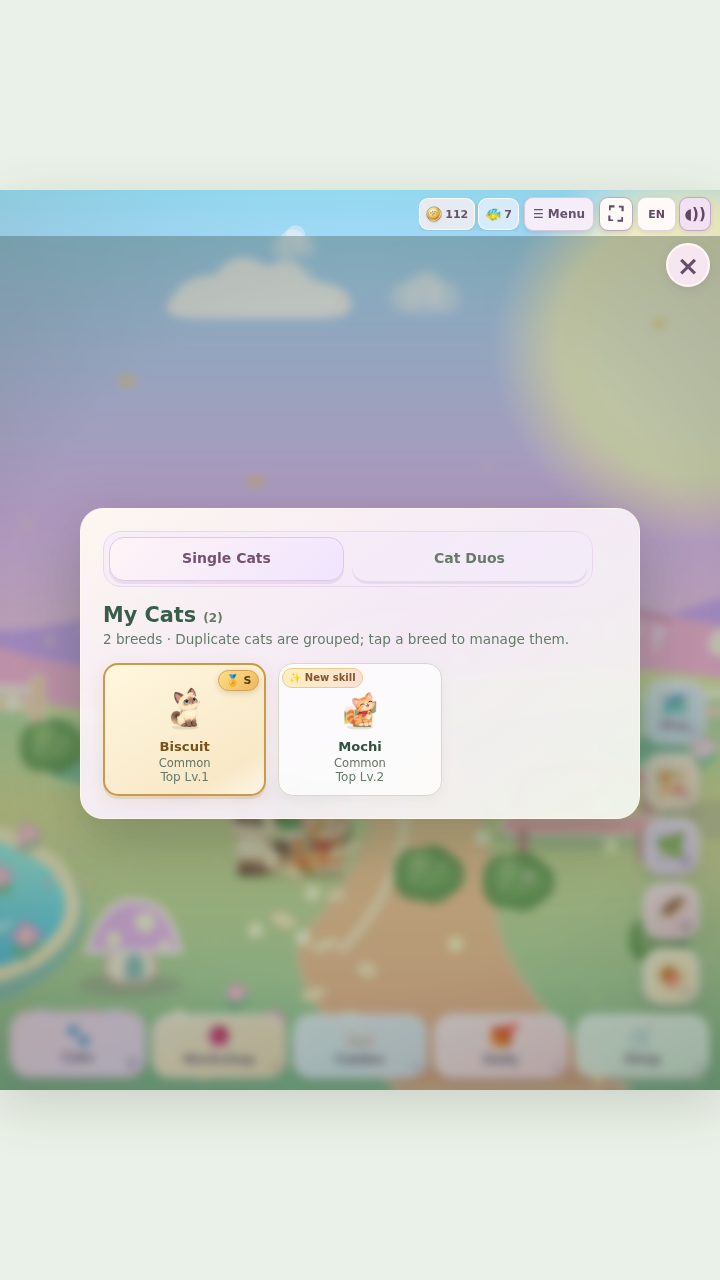 112
7
☰ Menu
EN
×
Single Cats
Cat Duos
My Cats (2)
2 breeds · Duplicate cats are grouped; tap a breed to manage them.
S
Biscuit
Common
Top Lv.1
New skill
Mochi
Common
Top Lv.2